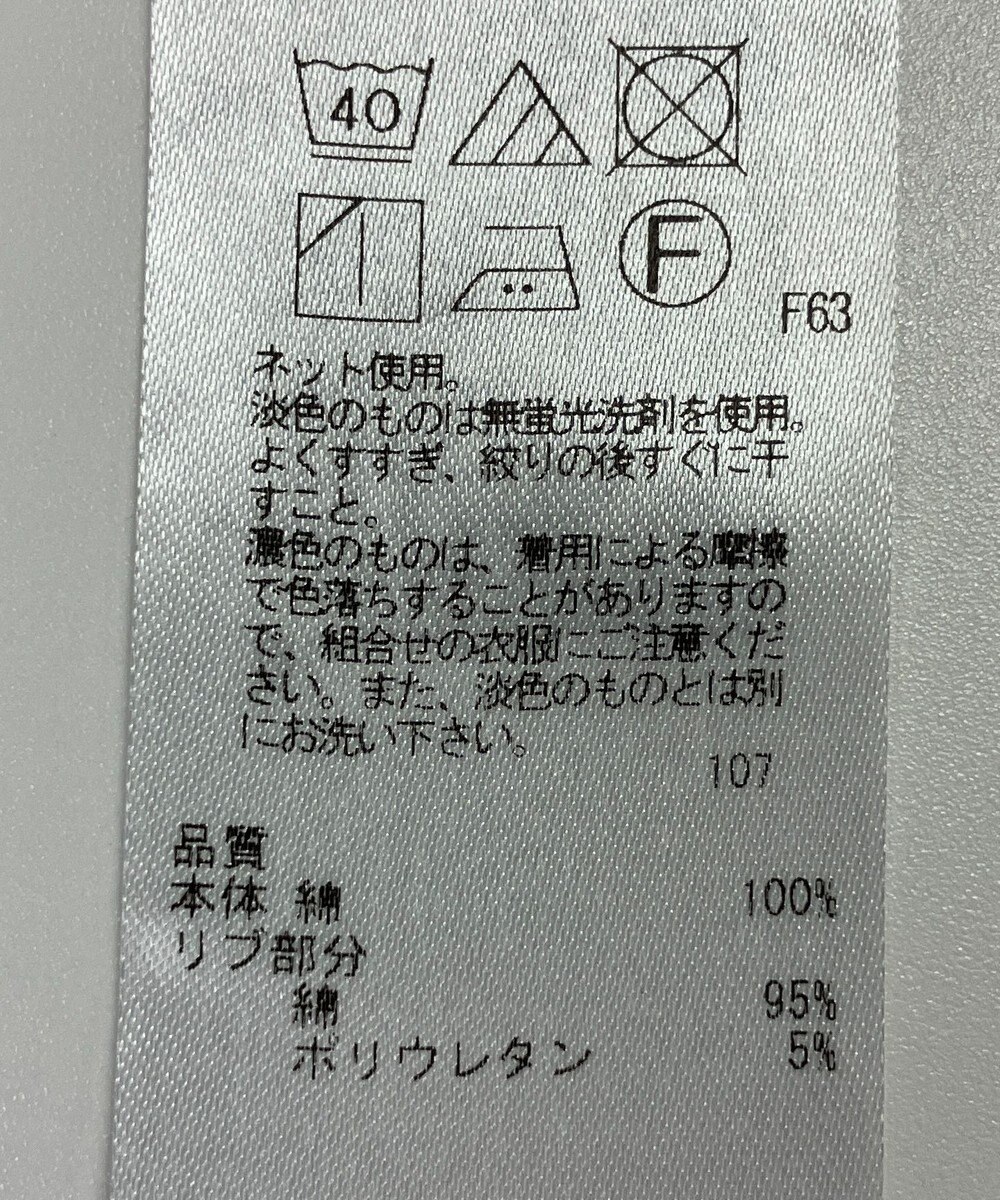 40
F
F63
ネット使用。
淡色のものは無蛍光洗剤を使用。
よくすすぎ、絞りの後すぐに干
すこと。
濃色のものは、着用による摩擦
で色落ちすることがありますの
で、組合せの衣服にご注意くだ
さい。また、淡色のものとは別
にお洗い下さい。
107
品質
本体 綿 100%
リブ部分
綿 95%
ポリウレタン 5%